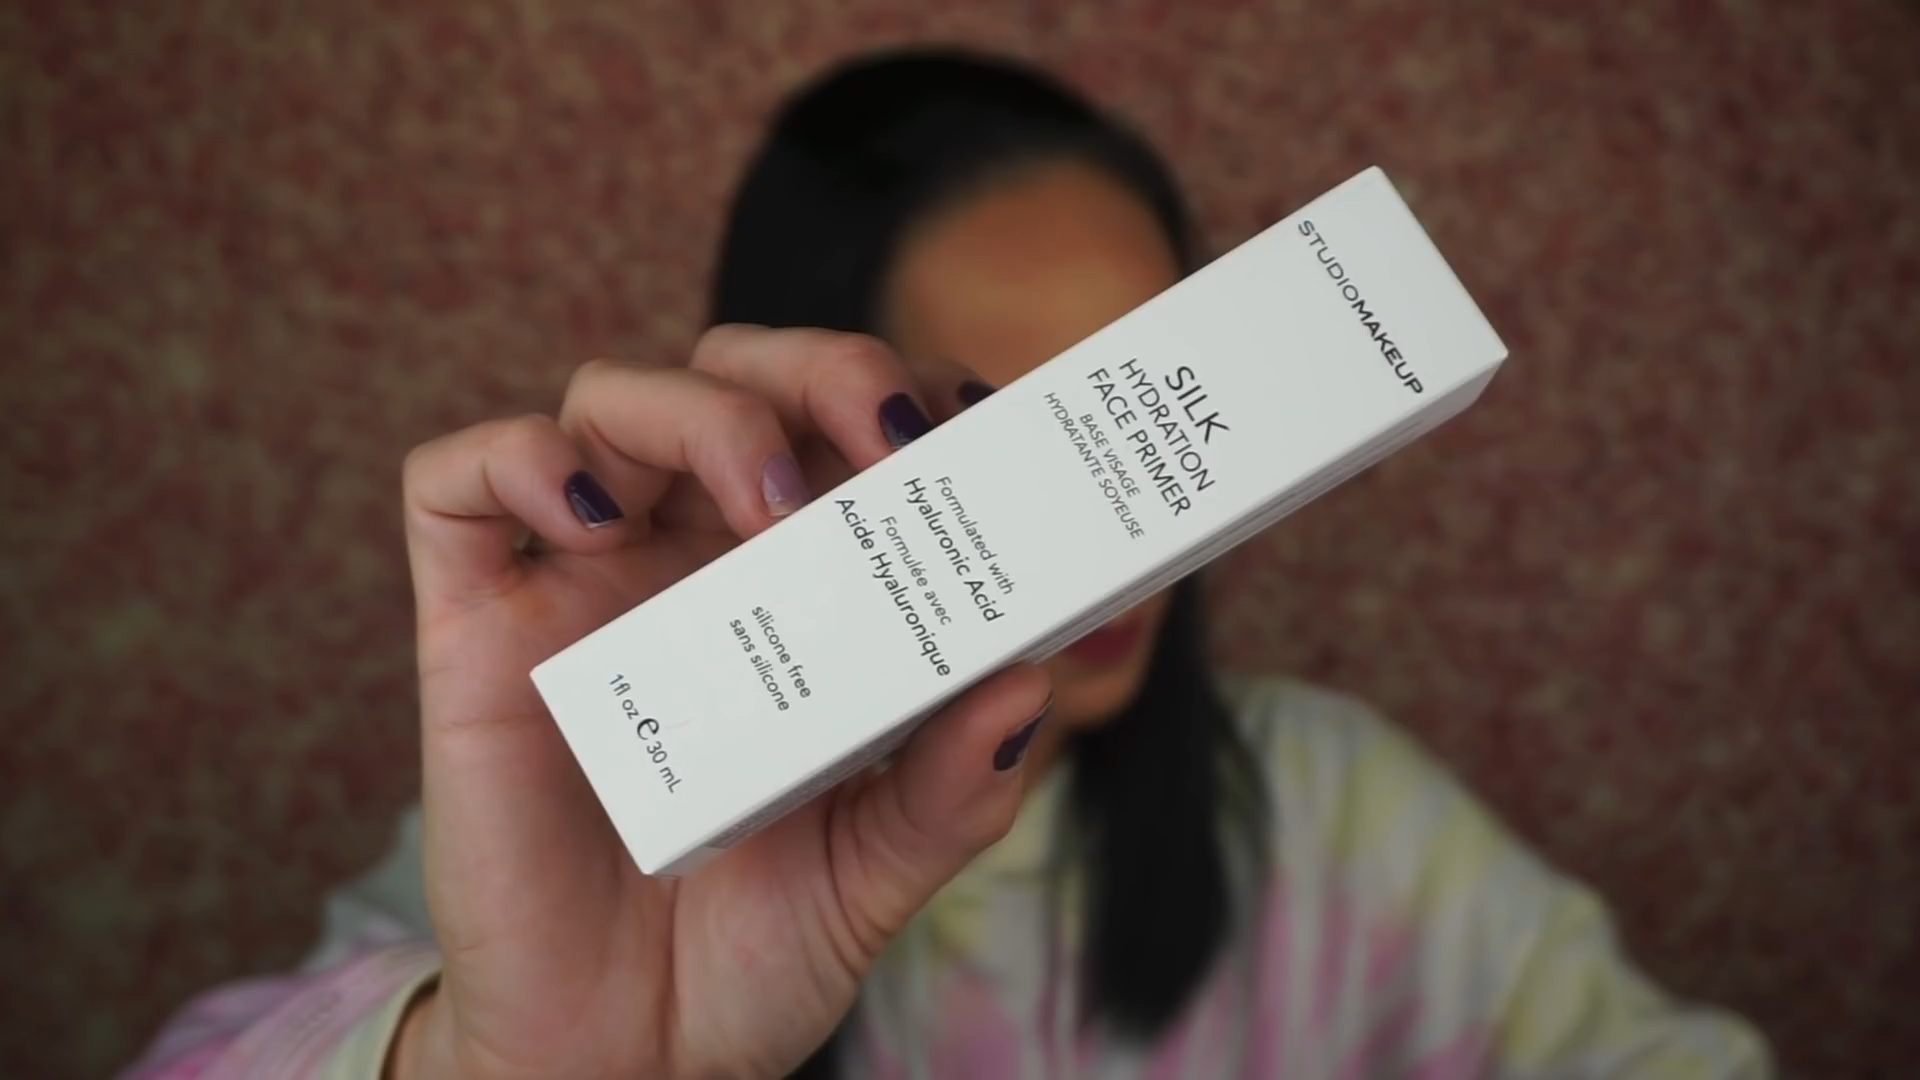 STUDIOMAKEUP
SILK
HYDRATION
FACE PRIMER
BASE VISAGE
HYDRATANTE SOYEUSE
Formulated with
Hyaluronic Acid
Formulée avec
Acide Hyaluronique
silicone free
sans silicone
1fl oz e 30 mL